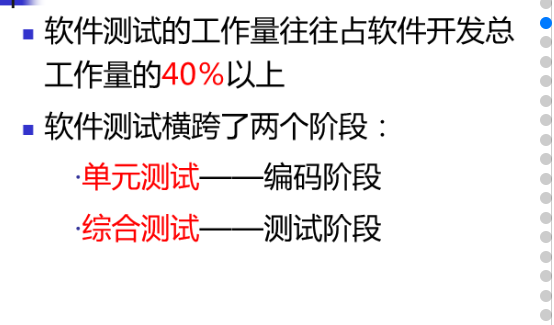 软件测试的工作量往往占软件开发总
工作量的40%以上
软件测试横跨了两个阶段：
·单元测试——编码阶段
·综合测试——测试阶段